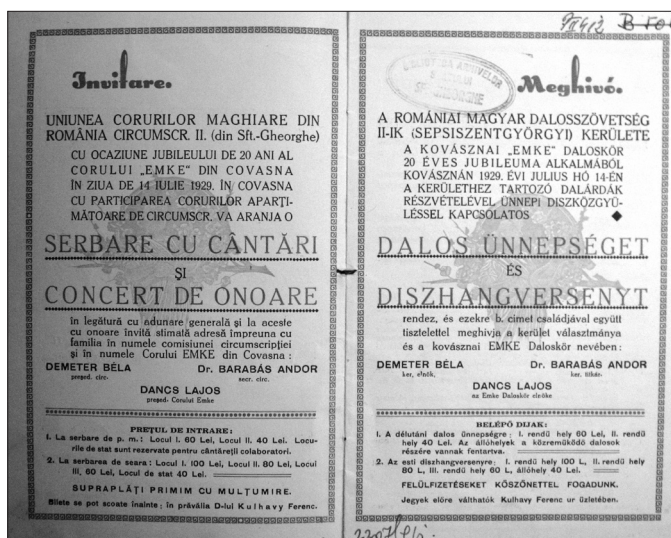 Invitare.
UNIUNEA CORURILOR MAGHIARE DIN
ROMÂNIA CIRCUMSCR. II. (din Sft.-Gheorghe)
CU OCAZIUNE JUBILEULUI DE 20 ANI AL
CORULUI „EMKE" DIN COVASNA
ÎN ZIUA DE 14 IULIE 1929. ÎN COVASNA
CU PARTICIPAREA CORURILOR APARȚI-
MĂTOARE DE CIRCUMSCR. VA ARANJA O
SERBARE CU CÂNTĂRI
ȘI
CONCERT DE ONOARE
în legătură cu adunare generală și la aceste
cu onoare învită stimată adresă împreuna cu
familia în numele comisiunei circumscripției
și în numele Corului EMKE din Covasna :
DEMETER BÉLA Dr. BARABÁS ANDOR
președ. circ. secr. circ.
DANCS LAJOS
președ. Corului Emke
PREȚUL DE INTRARE:
1. La serbare de p. m.: Locul I. 60 Lei, Locul II. 40 Lei. Locu-
rile de stat sunt rezervate pentru cântăreții colaboratori.
2. La serbarea de seara: Locul I. 100 Lei, Locul II. 80 Lei, Locul
III. 60 Lei, Locul de stat 40 Lei.
SUPRAPLĂȚI PRIMIM CU MULȚUMIRE.
Bilete se pot scoate înainte: în prăvălia D-lui Kulhavy Ferenc.
Meghivó.
A ROMÁNIAI MAGYAR DALOSSZÖVETSÉG
II-IK (SEPSISZENTGYÖRGYI) KERÜLETE
A KOVÁSZNAI „EMKE" DALOSKÖR
20 ÉVES JUBILEUMA ALKALMÁBÓL
KOVÁSZNÁN 1929. ÉVI JULIUS HÓ 14-ÉN
A KERÜLETHEZ TARTOZÓ DALÁRDÁK
RÉSZVÉTELÉVEL ÜNNEPI DISZKÖZGYÜ-
LÉSSEL KAPCSOLATOS
DALOS ÜNNEPSÉGET
ÉS
DISZHANGVERSENYT
rendez, és ezekre b. cimet családjával együtt
tisztelettel meghivja a kerület választmánya
és a kovásznai EMKE Daloskör nevében:
DEMETER BÉLA Dr. BARABÁS ANDOR
ker. elnök, ker. titkár.
DANCS LAJOS
az Emke Daloskör elnöke
BELÉPŐ DIJAK:
1. A délutáni dalos ünnepségre: I. rendű hely 60 Lei, II. rendű
hely 40 Lei. Az állóhelyek a közreműködő dalosok
részére vannak fentartva.
2. Az esti diszhangversenyre: I. rendű hely 100 L, II. rendű hely
80 L, III. rendű hely 60 L, állóhely 40 Lei.
FELÜLFIZETÉSEKET KÖSZÖNETTEL FOGADUNK.
Jegyek előre válthatók Kulhavy Ferenc ur üzletében.